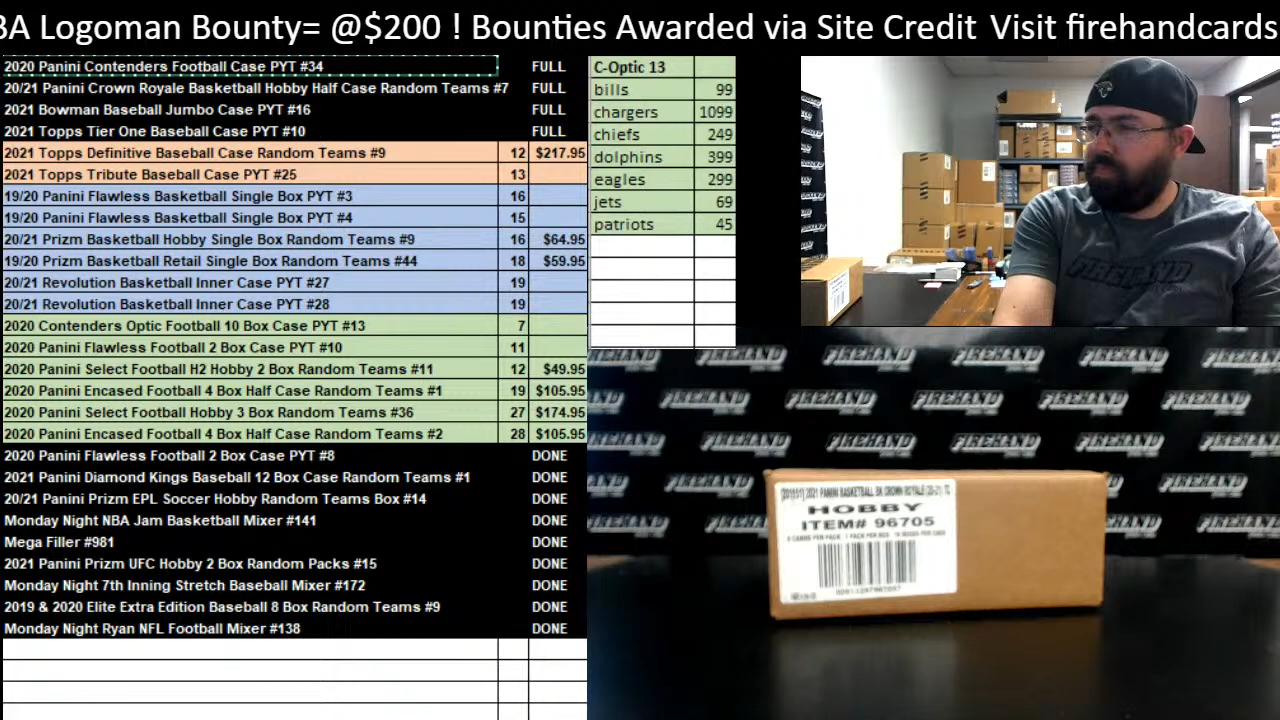 BA Logoman Bounty= @$200 ! Bounties Awarded via Site Credit Visit firehandcards
2020 Panini Contenders Football Case PYT #34 FULL
20/21 Panini Crown Royale Basketball Hobby Half Case Random Teams #7 FULL
2021 Bowman Baseball Jumbo Case PYT #16 FULL
2021 Topps Tier One Baseball Case PYT #10 FULL
2021 Topps Definitive Baseball Case Random Teams #9 12 $217.95
2021 Topps Tribute Baseball Case PYT #25 13
19/20 Panini Flawless Basketball Single Box PYT #3 16
19/20 Panini Flawless Basketball Single Box PYT #4 15
20/21 Prizm Basketball Hobby Single Box Random Teams #9 16 $64.95
19/20 Prizm Basketball Retail Single Box Random Teams #44 18 $59.95
20/21 Revolution Basketball Inner Case PYT #27 19
20/21 Revolution Basketball Inner Case PYT #28 19
2020 Contenders Optic Football 10 Box Case PYT #13 7
2020 Panini Flawless Football 2 Box Case PYT #10 11
2020 Panini Select Football H2 Hobby 2 Box Random Teams #11 12 $49.95
2020 Panini Encased Football 4 Box Half Case Random Teams #1 19 $105.95
2020 Panini Select Football Hobby 3 Box Random Teams #36 27 $174.95
2020 Panini Encased Football 4 Box Half Case Random Teams #2 28 $105.95
2020 Panini Flawless Football 2 Box Case PYT #8 DONE
2021 Panini Diamond Kings Baseball 12 Box Case Random Teams #1 DONE
20/21 Panini Prizm EPL Soccer Hobby Random Teams Box #14 DONE
Monday Night NBA Jam Basketball Mixer #141 DONE
Mega Filler #981 DONE
2021 Panini Prizm UFC Hobby 2 Box Random Packs #15 DONE
Monday Night 7th Inning Stretch Baseball Mixer #172 DONE
2019 & 2020 Elite Extra Edition Baseball 8 Box Random Teams #9 DONE
Monday Night Ryan NFL Football Mixer #138 DONE
C-Optic 13
bills 99
chargers 1099
chiefs 249
dolphins 399
eagles 299
jets 69
patriots 45
FIREHAND
FIREHAND
HOBBY
ITEM# 96705